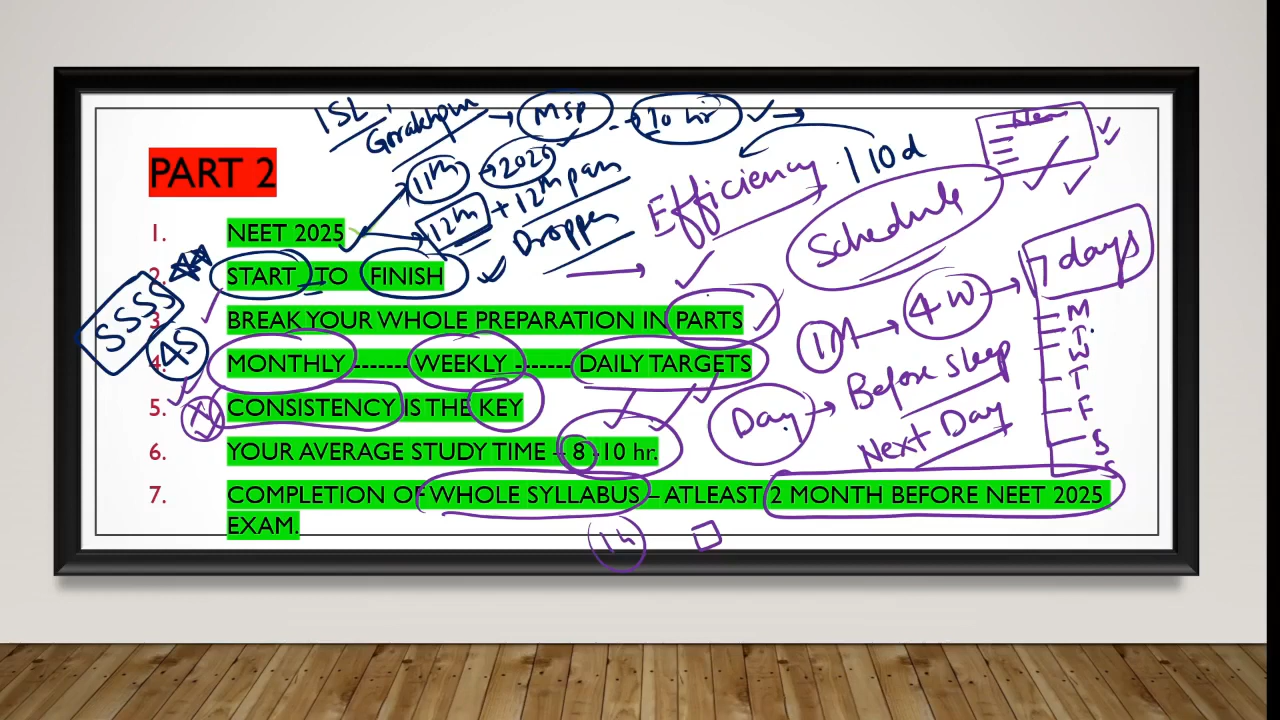 ISL, Gorakhpur → MSP → 10 hr
PART 2
11th → 2026
12th + 12th pass
Dropper
Efficiency
110d
Schedule
7 days
1M → 4W
M
T
W
T
F
S
S
Day → Before sleep
Next Day
SSSS
4S
1. NEET 2025
2. START TO FINISH
3. BREAK YOUR WHOLE PREPARATION IN PARTS
4. MONTHLY-------WEEKLY -------DAILY TARGETS
5. CONSISTENCY IS THE KEY
6. YOUR AVERAGE STUDY TIME – 8 -10 hr.
7. COMPLETION OF WHOLE SYLLABUS – ATLEAST 2 MONTH BEFORE NEET 2025
EXAM.
1h